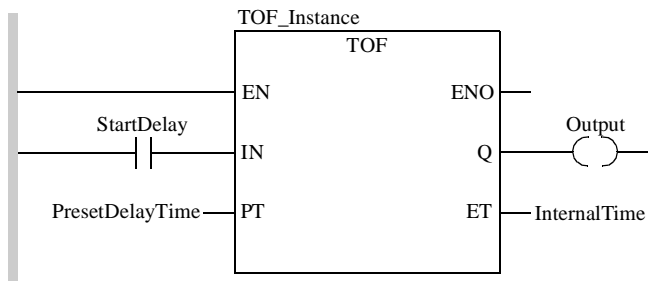 TOF_Instance
TOF
EN ENO
StartDelay Output
IN Q
PresetDelayTime PT ET InternalTime